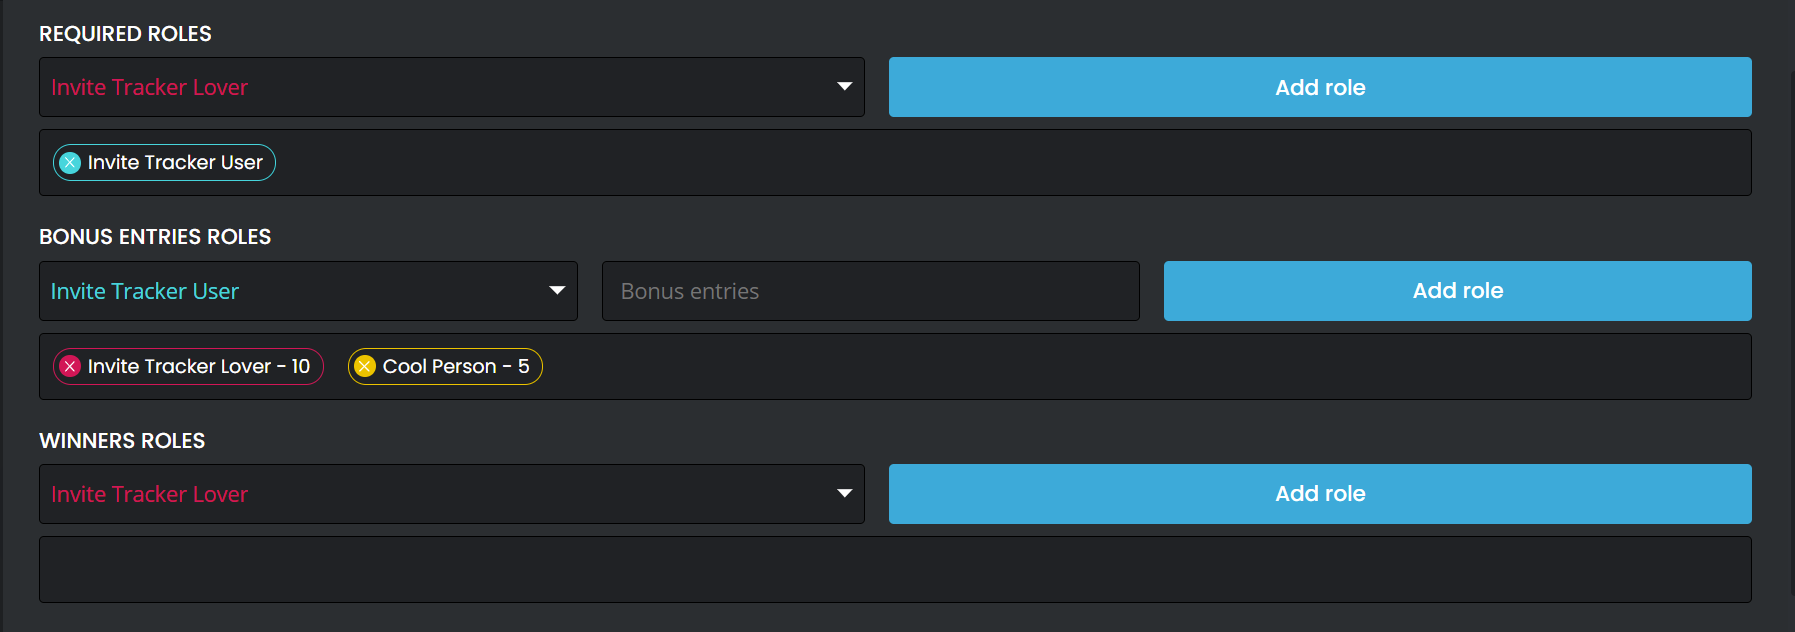 REQUIRED ROLES
Invite Tracker Lover
Add role
Invite Tracker User
BONUS ENTRIES ROLES
Invite Tracker User
Bonus entries
Add role
Invite Tracker Lover - 10
Cool Person - 5
WINNERS ROLES
Invite Tracker Lover
Add role